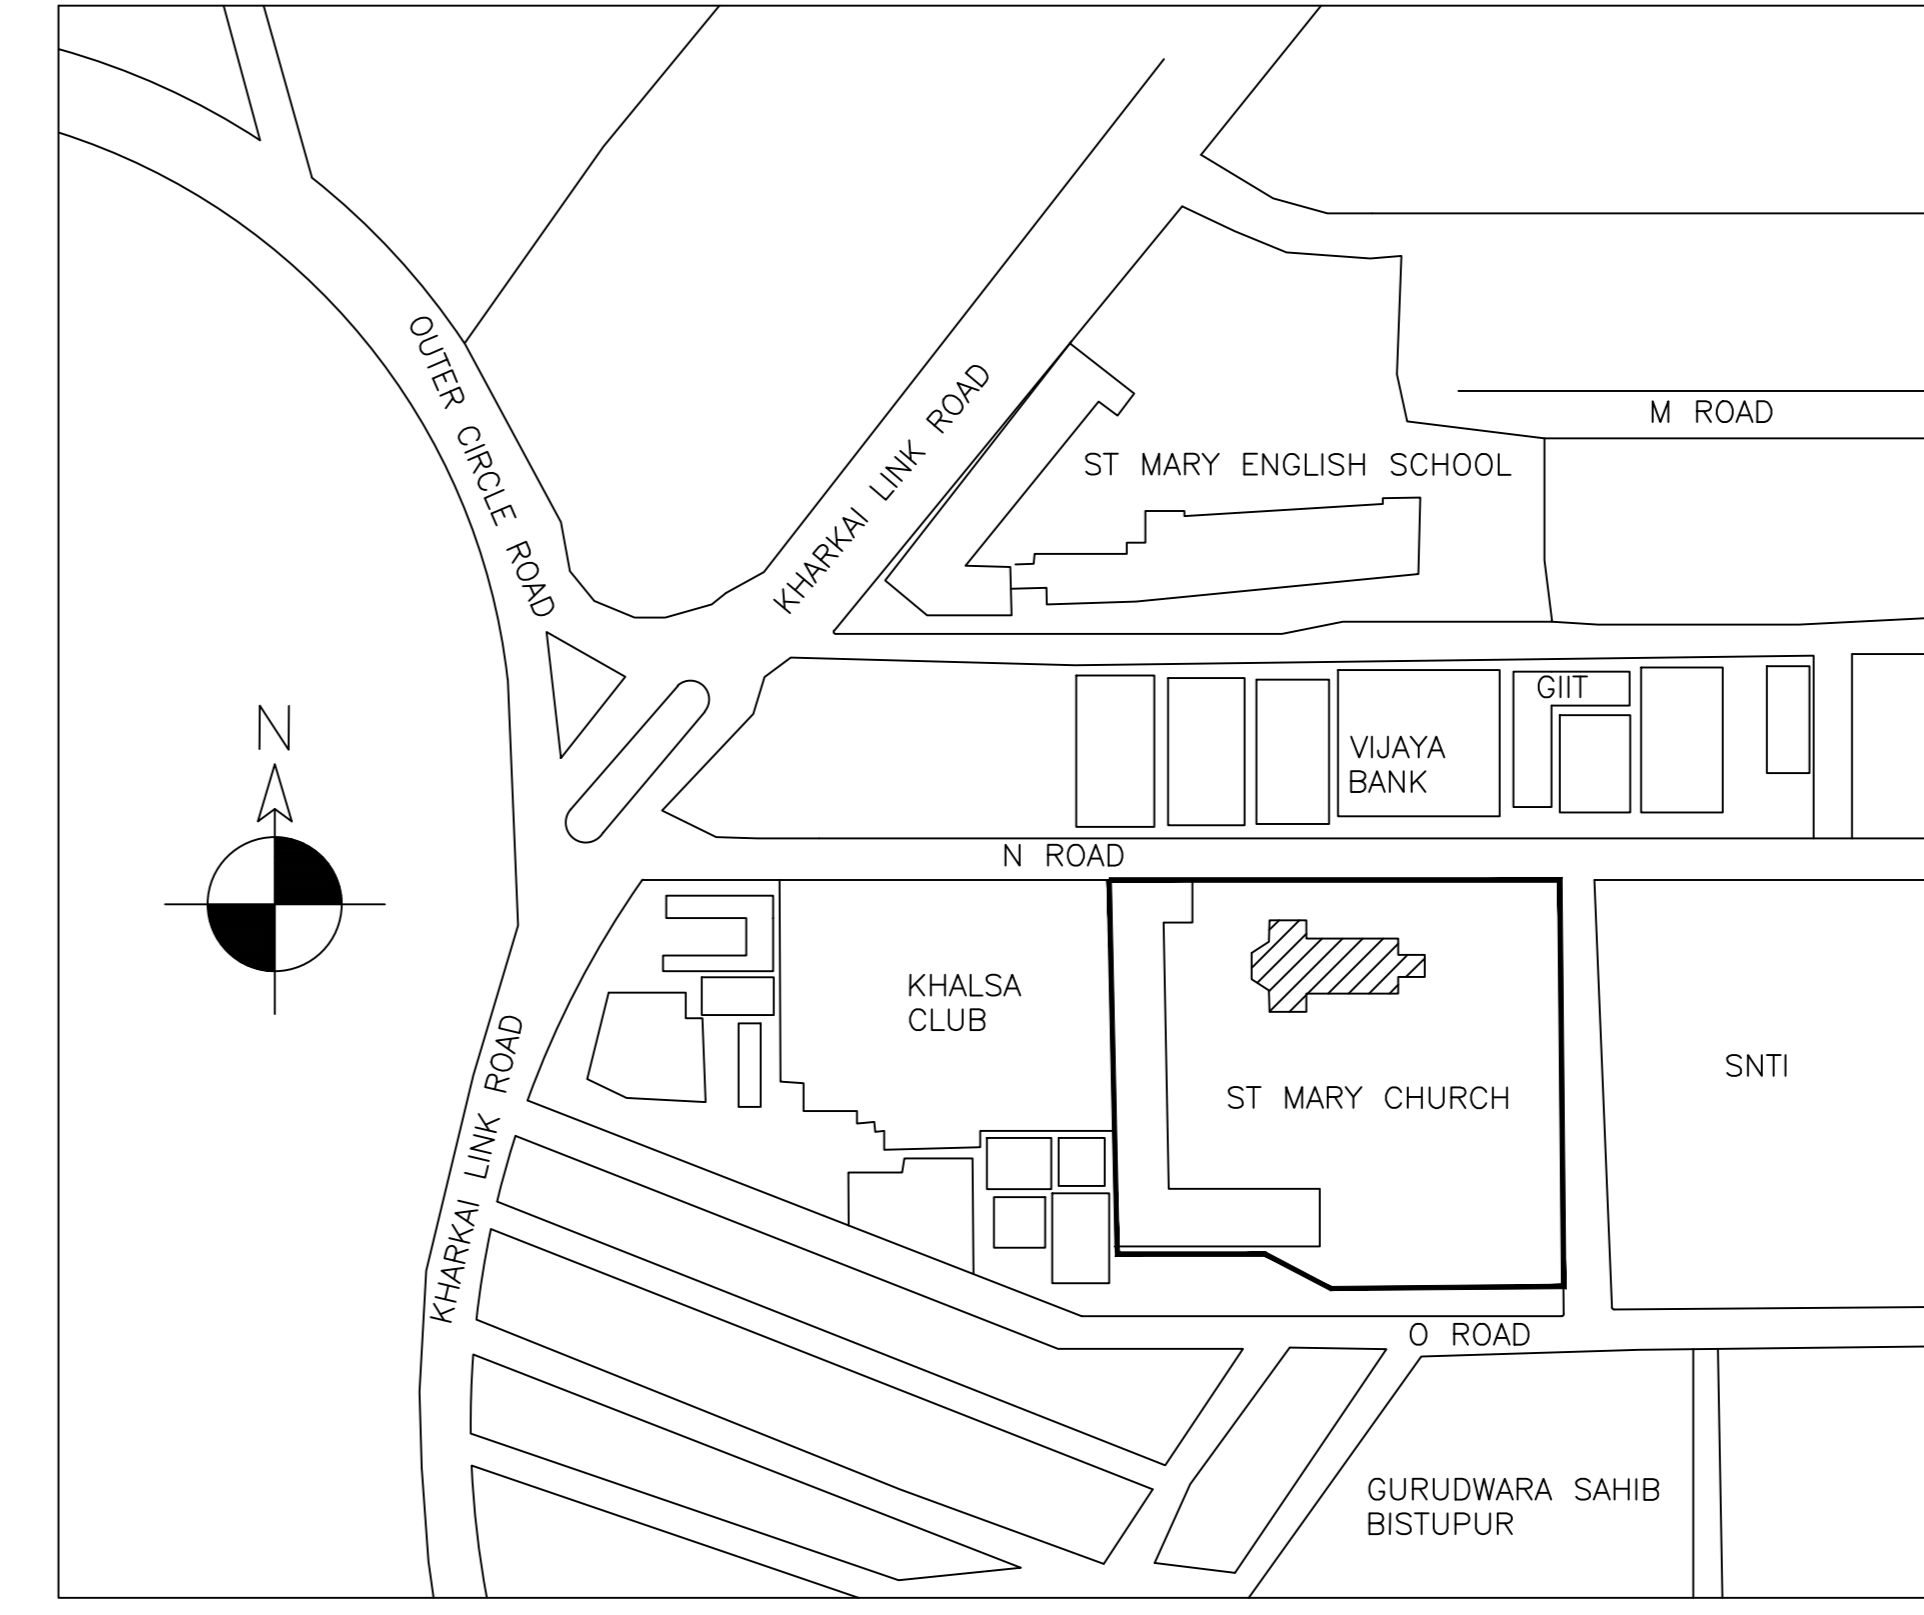 OUTER CIRCLE ROAD
KHARKAI LINK ROAD
M ROAD
ST MARY ENGLISH SCHOOL
N
GIIT
VIJAYA
BANK
N ROAD
KHALSA
CLUB
ST MARY CHURCH
SNTI
KHARKAI LINK ROAD
O ROAD
GURUDWARA SAHIB
BISTUPUR